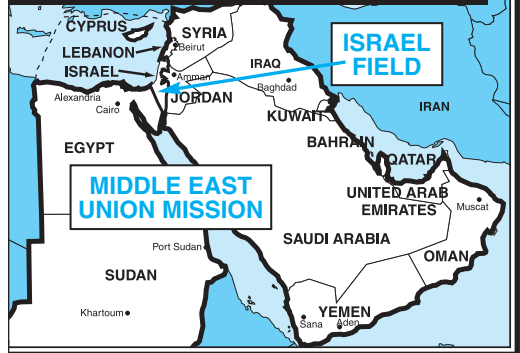 CYPRUS
SYRIA
LEBANON
Beirut
ISRAEL
ISRAEL
FIELD
IRAQ
Amman
Baghdad
Alexandria
Cairo
JORDAN
IRAN
KUWAIT
EGYPT
BAHRAIN
QATAR
MIDDLE EAST
UNION MISSION
UNITED ARAB
EMIRATES
Muscat
SAUDI ARABIA
Port Sudan
OMAN
SUDAN
YEMEN
Khartoum
Sana
Aden